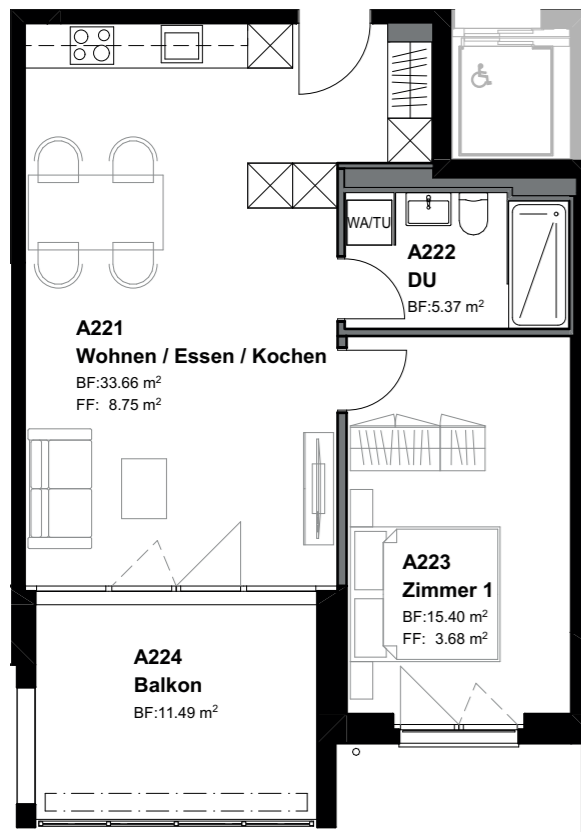 WA/TU
A222
DU
BF:5.37 m²
A221
Wohnen / Essen / Kochen
BF:33.66 m²
FF: 8.75 m²
A223
Zimmer 1
BF:15.40 m²
FF: 3.68 m²
A224
Balkon
BF:11.49 m²